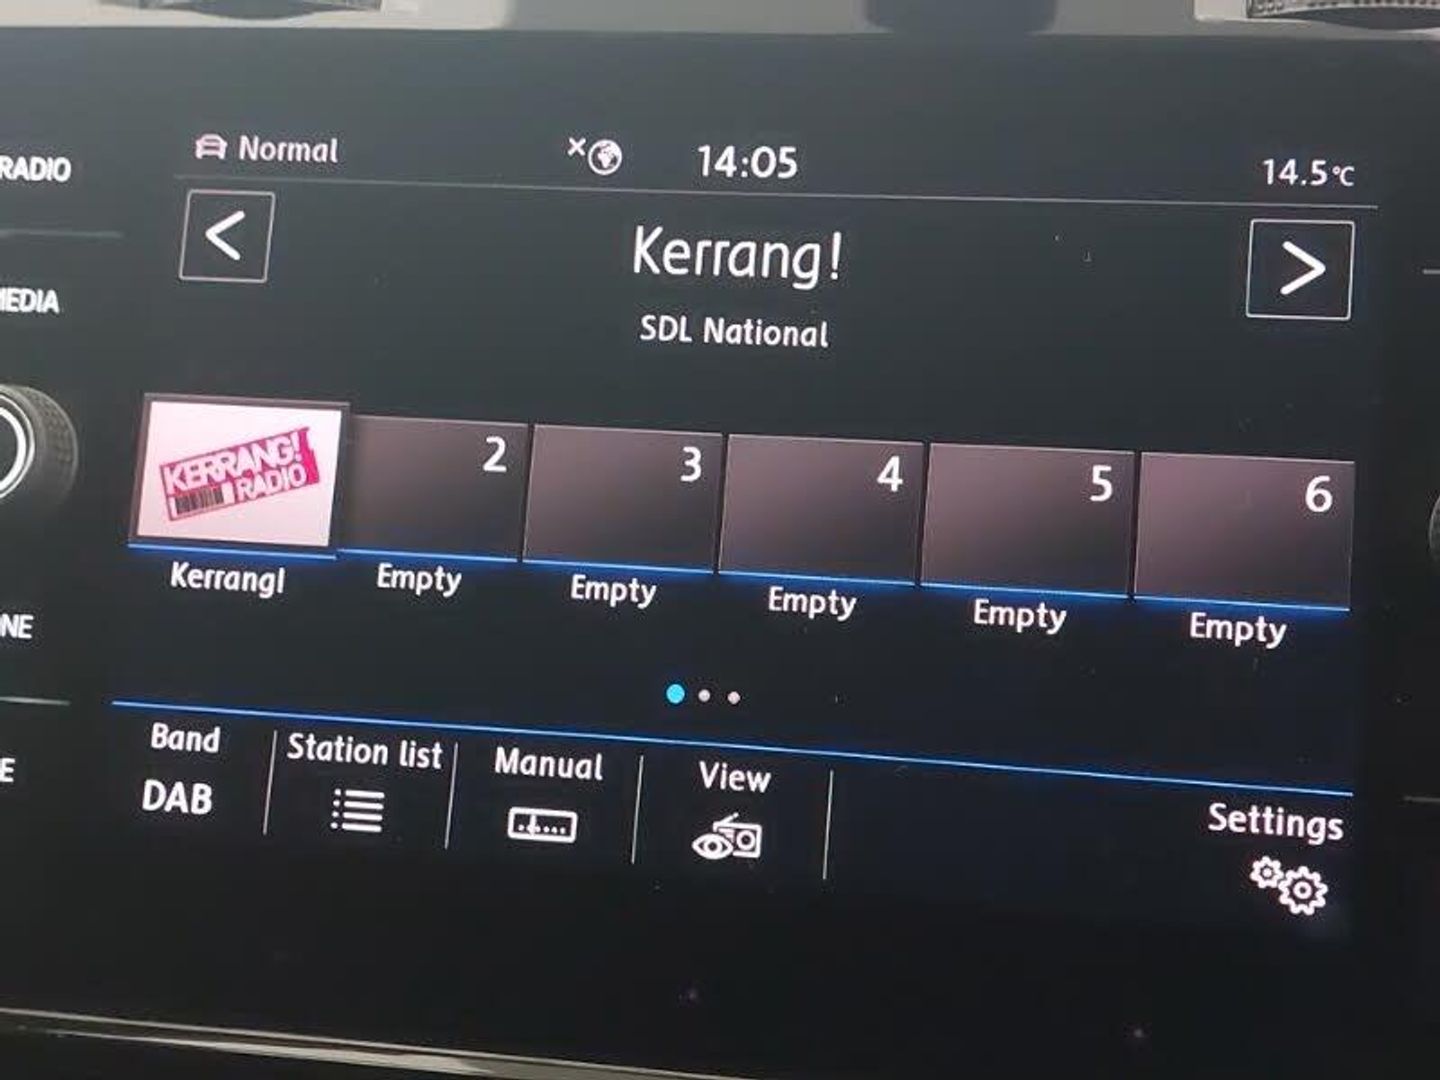 Normal
14:05
14.5°C
RADIO
MEDIA
Kerrang!
SDL National
KERRANG!
RADIO
2
3
4
5
6
Kerrang!
Empty
Empty
Empty
Empty
Empty
NE
E
Band
DAB
Station list
Manual
View
Settings